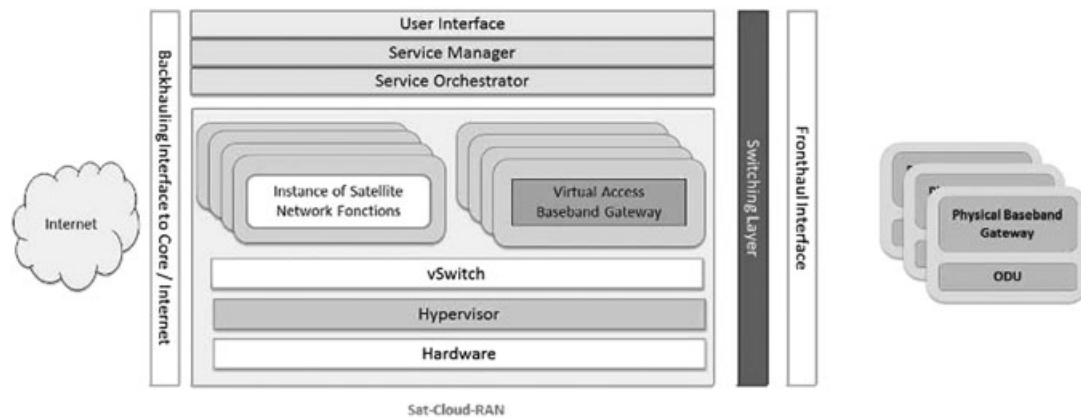 User Interface
Service Manager
Service Orchestrator
Backhauling Interface to Core / Internet
Internet
Instance of Satellite
Network Fonctions
Virtual Access
Baseband Gateway
vSwitch
Hypervisor
Hardware
Switching Layer
Fronthaul Interface
Physical Baseband
Gateway
ODU
Sat-Cloud-RAN